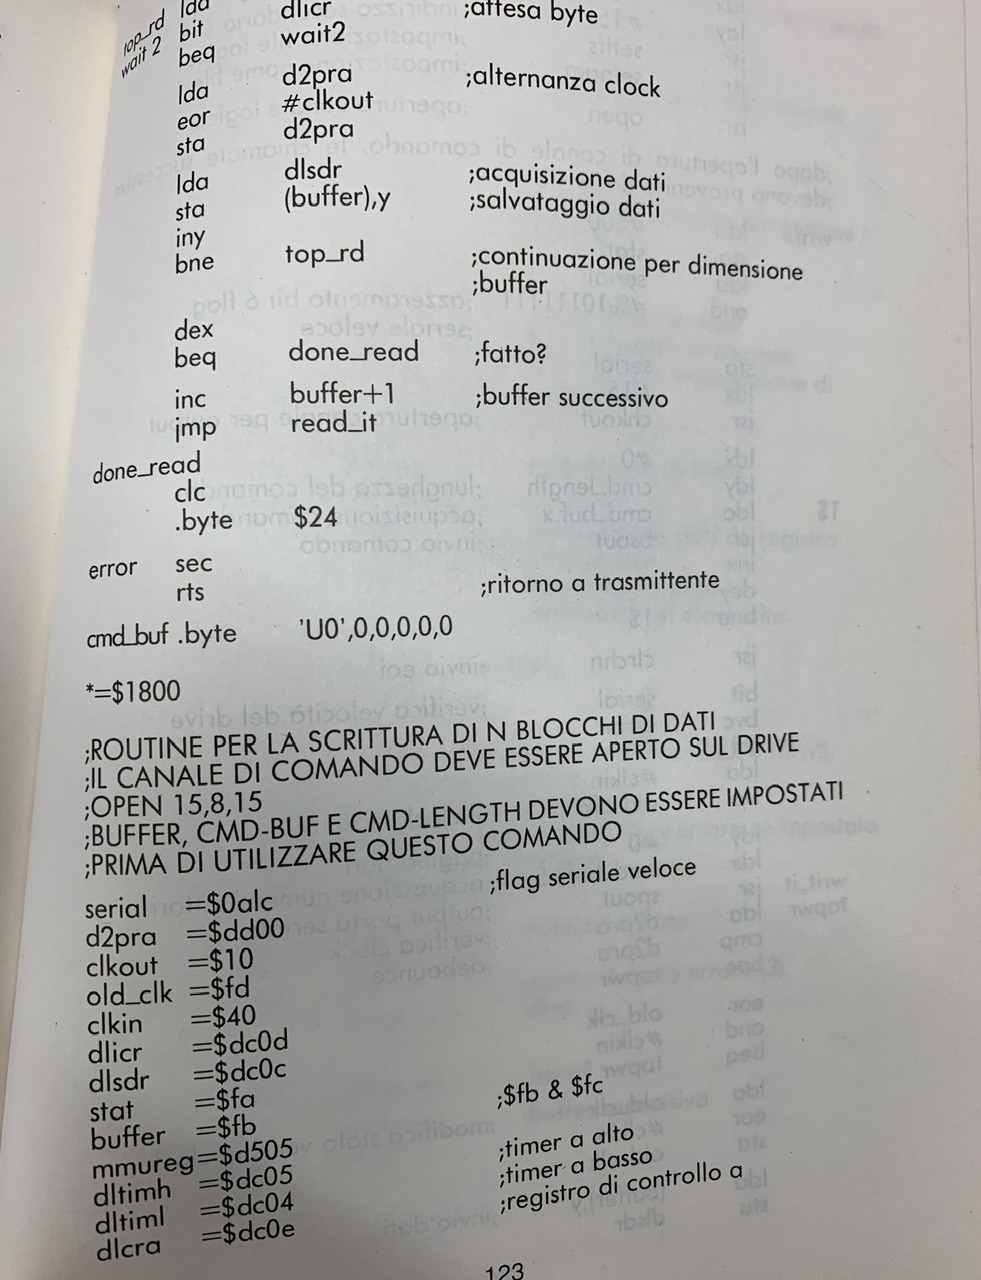 top_rd lda
wait 2 bit dlicr ;attesa byte
beq wait2
lda d2pra ;alternanza clock
eor #clkout
sta d2pra
lda dlsdr ;acquisizione dati
sta (buffer),y ;salvataggio dati
iny
bne top_rd ;continuazione per dimensione
;buffer
dex
beq done_read ;fatto?
inc buffer+1 ;buffer successivo
jmp read_it
done_read
clc
.byte $24
error sec
rts ;ritorno a trasmittente
cmd_buf .byte 'U0',0,0,0,0,0
*=$1800
;ROUTINE PER LA SCRITTURA DI N BLOCCHI DI DATI
;IL CANALE DI COMANDO DEVE ESSERE APERTO SUL DRIVE
;OPEN 15,8,15
;BUFFER, CMD-BUF E CMD-LENGTH DEVONO ESSERE IMPOSTATI
;PRIMA DI UTILIZZARE QUESTO COMANDO
serial =$0alc ;flag seriale veloce
d2pra =$dd00
clkout =$10
old_clk =$fd
clkin =$40
dlicr =$dc0d
dlsdr =$dc0c
stat =$fa
buffer =$fb ;$fb & $fc
mmureg=$d505
dltimh =$dc05 ;timer a alto
dltiml =$dc04 ;timer a basso
dlcra =$dc0e ;registro di controllo a
123